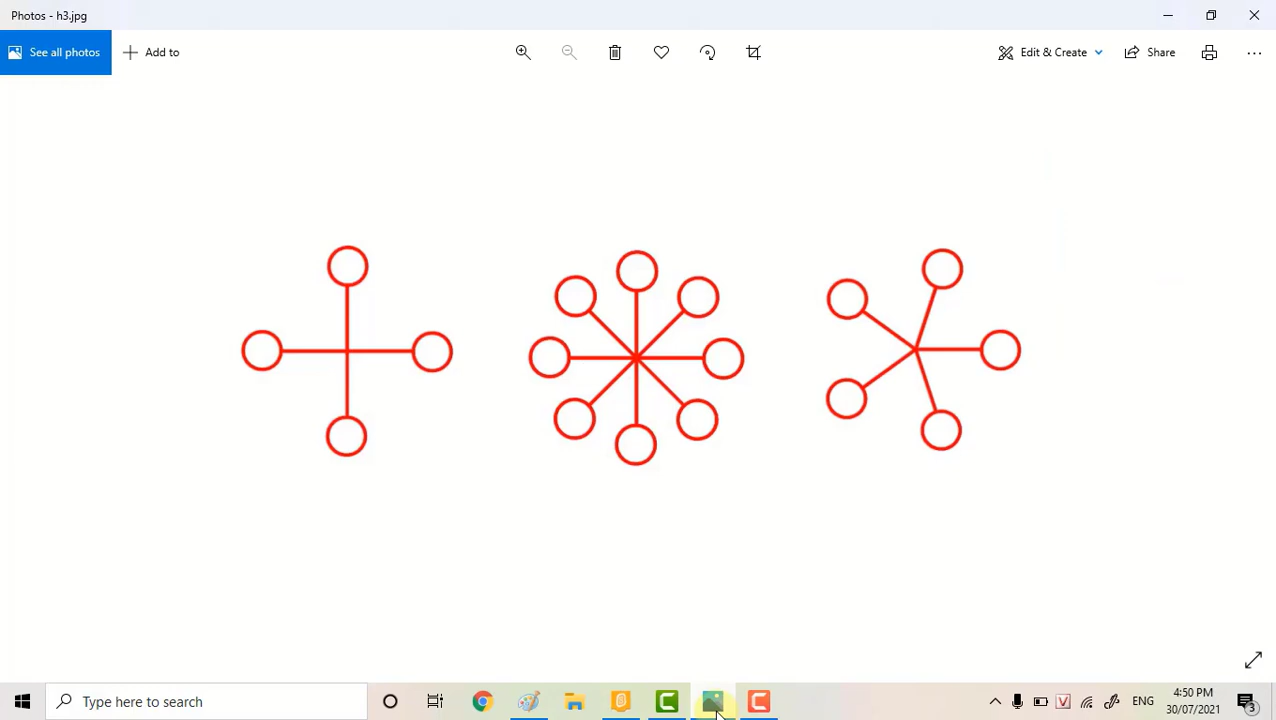 Photos - h3.jpg
See all photos
Add to
Edit & Create
Share
Type here to search
ENG
4:50 PM
30/07/2021
3